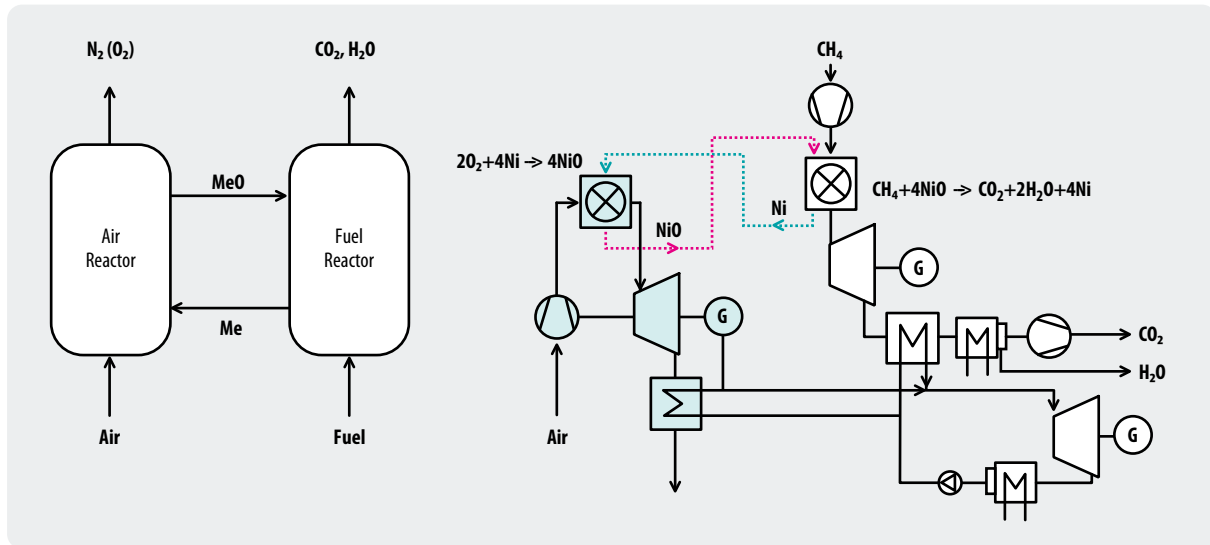 N₂ (O₂)
CO₂, H₂O
MeO
Air
Reactor
Fuel
Reactor
Me
Air
Fuel
CH₄
2O₂+4Ni -> 4NiO
CH₄+4NiO -> CO₂+2H₂O+4Ni
Ni
NiO
G
G
CO₂
H₂O
Air
G